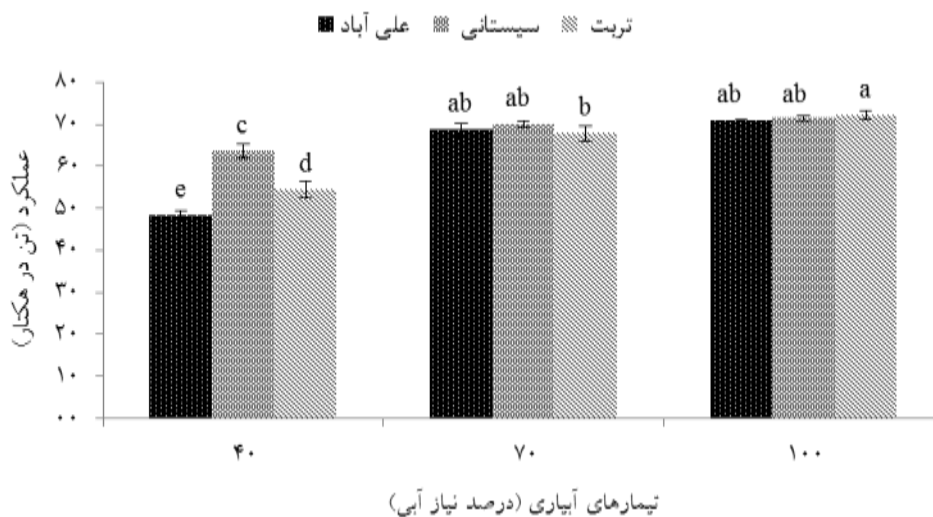 علی آباد سیستانی تربت
عملکرد (تن در هکتار)
۸۰
۷۰
۶۰
۵۰
۴۰
۳۰
۲۰
۱۰
۰۰
e c d
ab ab b
ab ab a
۴۰ ۷۰ ۱۰۰
تیمارهای آبیاری (درصد نیاز آبی)